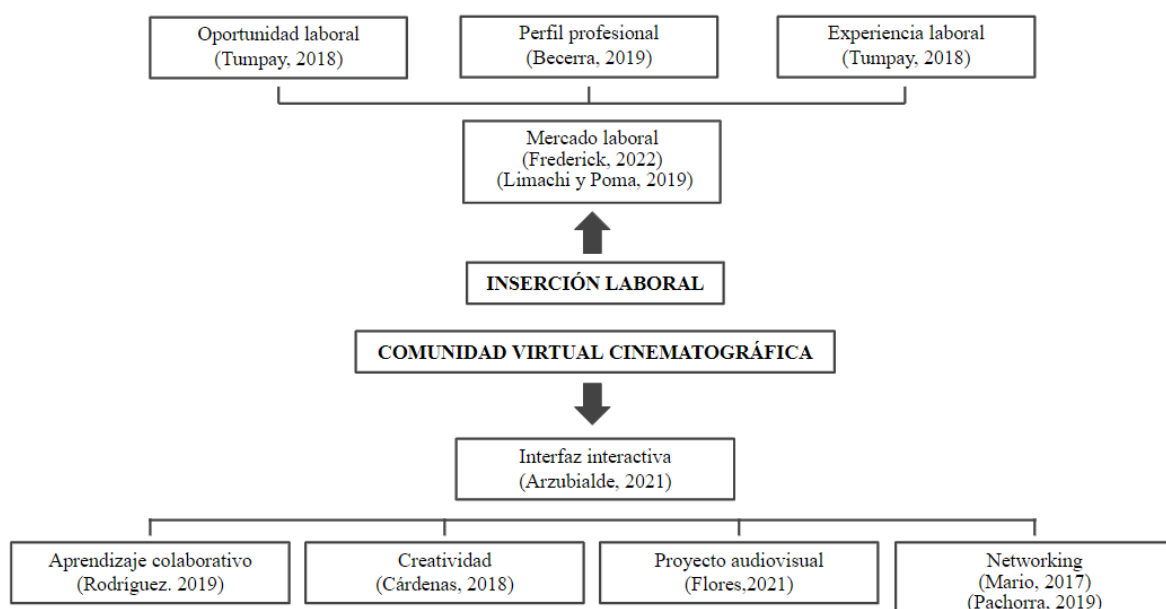 Oportunidad laboral
(Tumpay, 2018)
Perfil profesional
(Becerra, 2019)
Experiencia laboral
(Tumpay, 2018)
Mercado laboral
(Frederick, 2022)
(Limachi y Poma, 2019)
INSERCIÓN LABORAL
COMUNIDAD VIRTUAL CINEMATOGRÁFICA
Interfaz interactiva
(Arzubialde, 2021)
Aprendizaje colaborativo
(Rodríguez. 2019)
Creatividad
(Cárdenas, 2018)
Proyecto audiovisual
(Flores,2021)
Networking
(Mario, 2017)
(Pachorra, 2019)